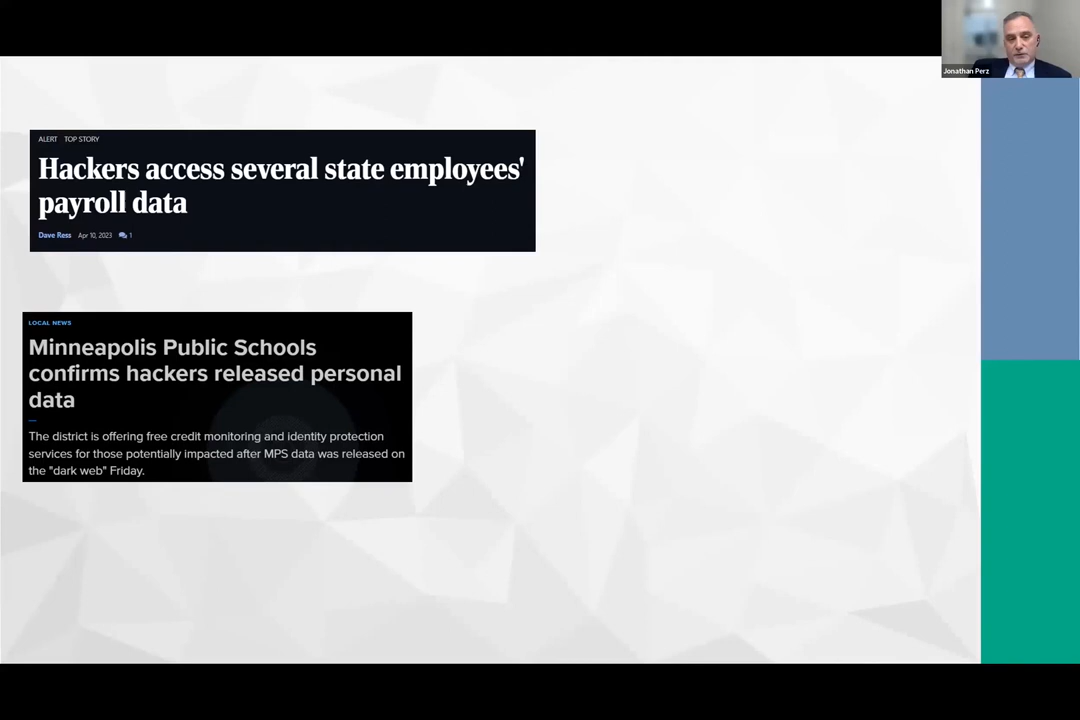 Jonathan Perz
ALERT TOP STORY
Hackers access several state employees'
payroll data
Dave Ress Apr 10, 2023 1
LOCAL NEWS
Minneapolis Public Schools
confirms hackers released personal
data
The district is offering free credit monitoring and identity protection
services for those potentially impacted after MPS data was released on
the "dark web" Friday.